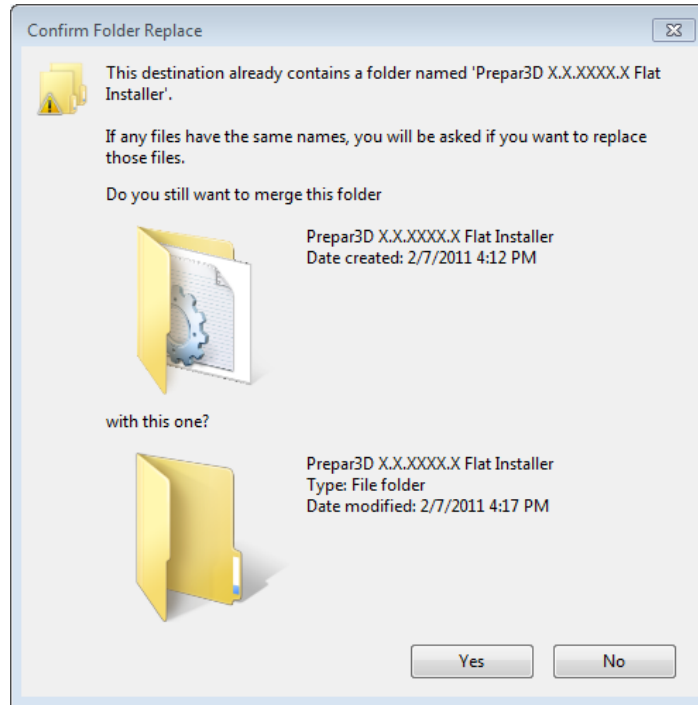 Confirm Folder Replace
This destination already contains a folder named 'Prepar3D X.X.XXXX.X Flat
Installer'.
If any files have the same names, you will be asked if you want to replace
those files.
Do you still want to merge this folder
Prepar3D X.X.XXXX.X Flat Installer
Date created: 2/7/2011 4:12 PM
with this one?
Prepar3D X.X.XXXX.X Flat Installer
Type: File folder
Date modified: 2/7/2011 4:17 PM
Yes
No